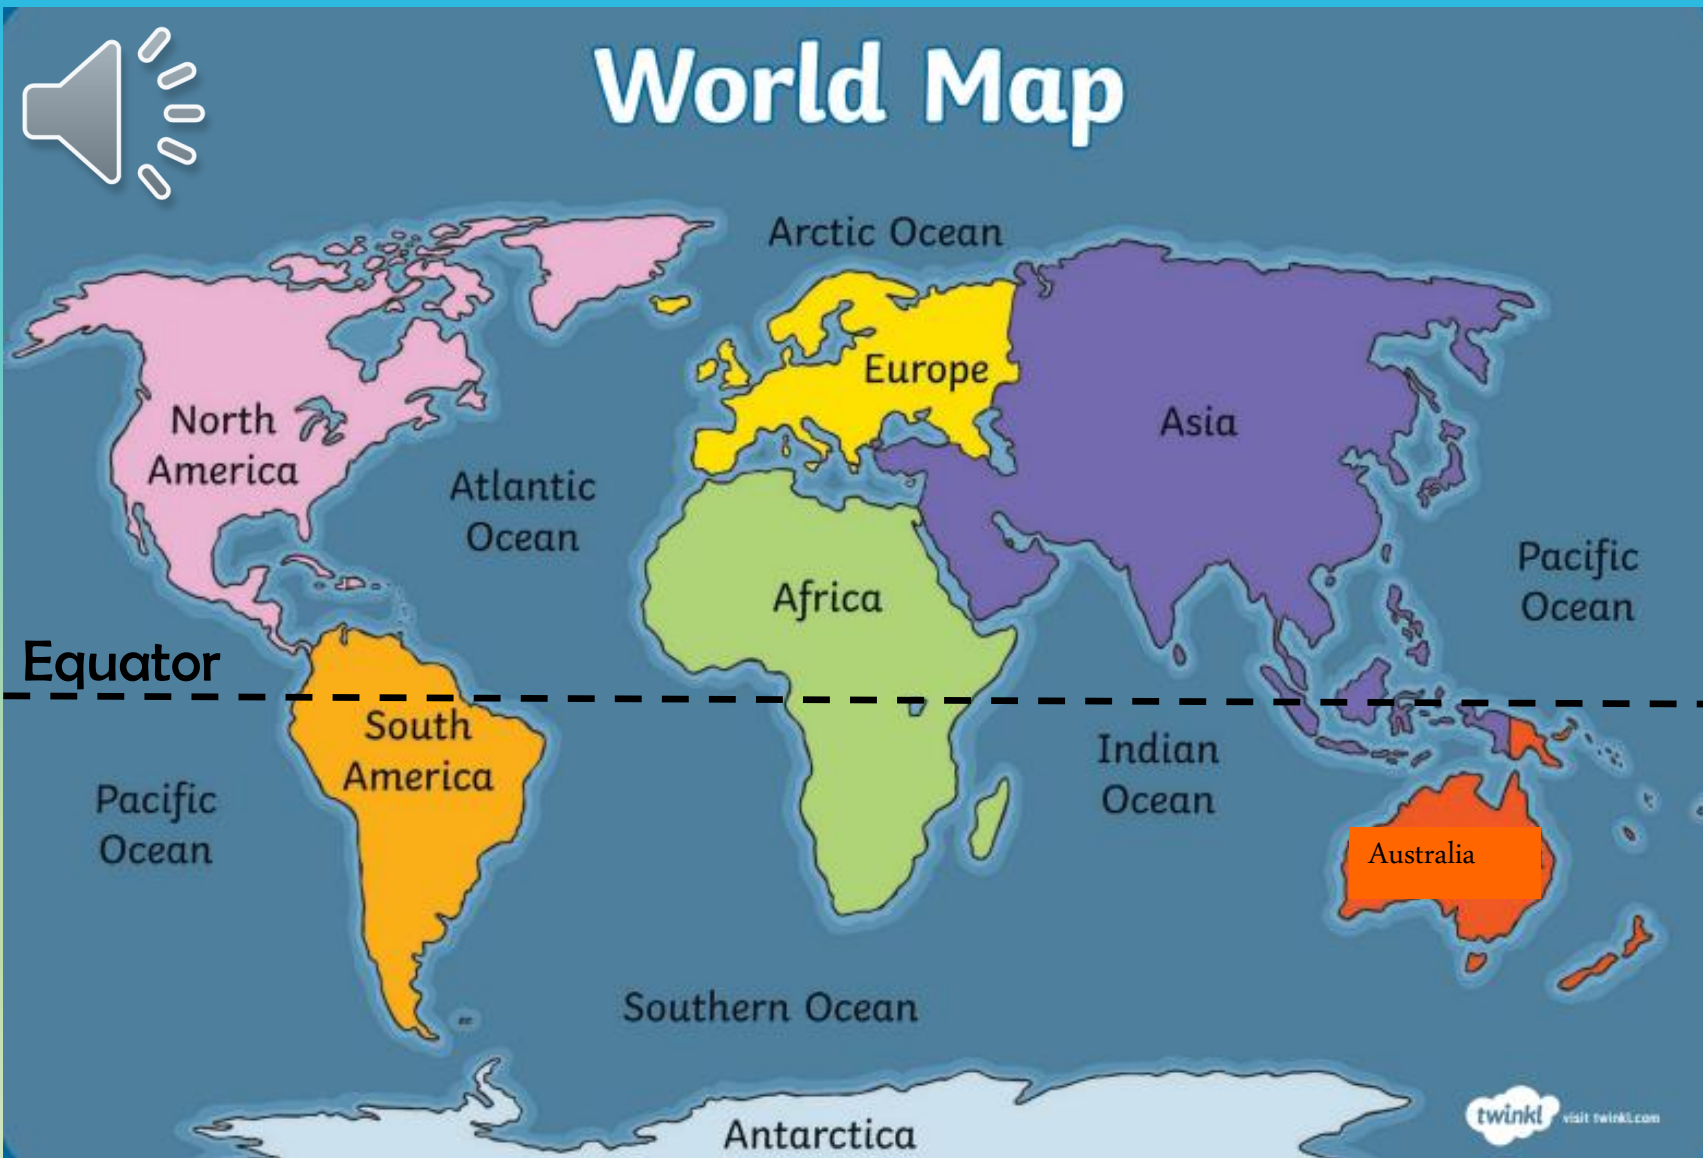 World Map
Arctic Ocean
Europe
Asia
North
America
Atlantic
Ocean
Pacific
Ocean
Africa
Equator
South
America
Indian
Ocean
Pacific
Ocean
Australia
Southern Ocean
Antarctica
twinkl visit twinkl.com